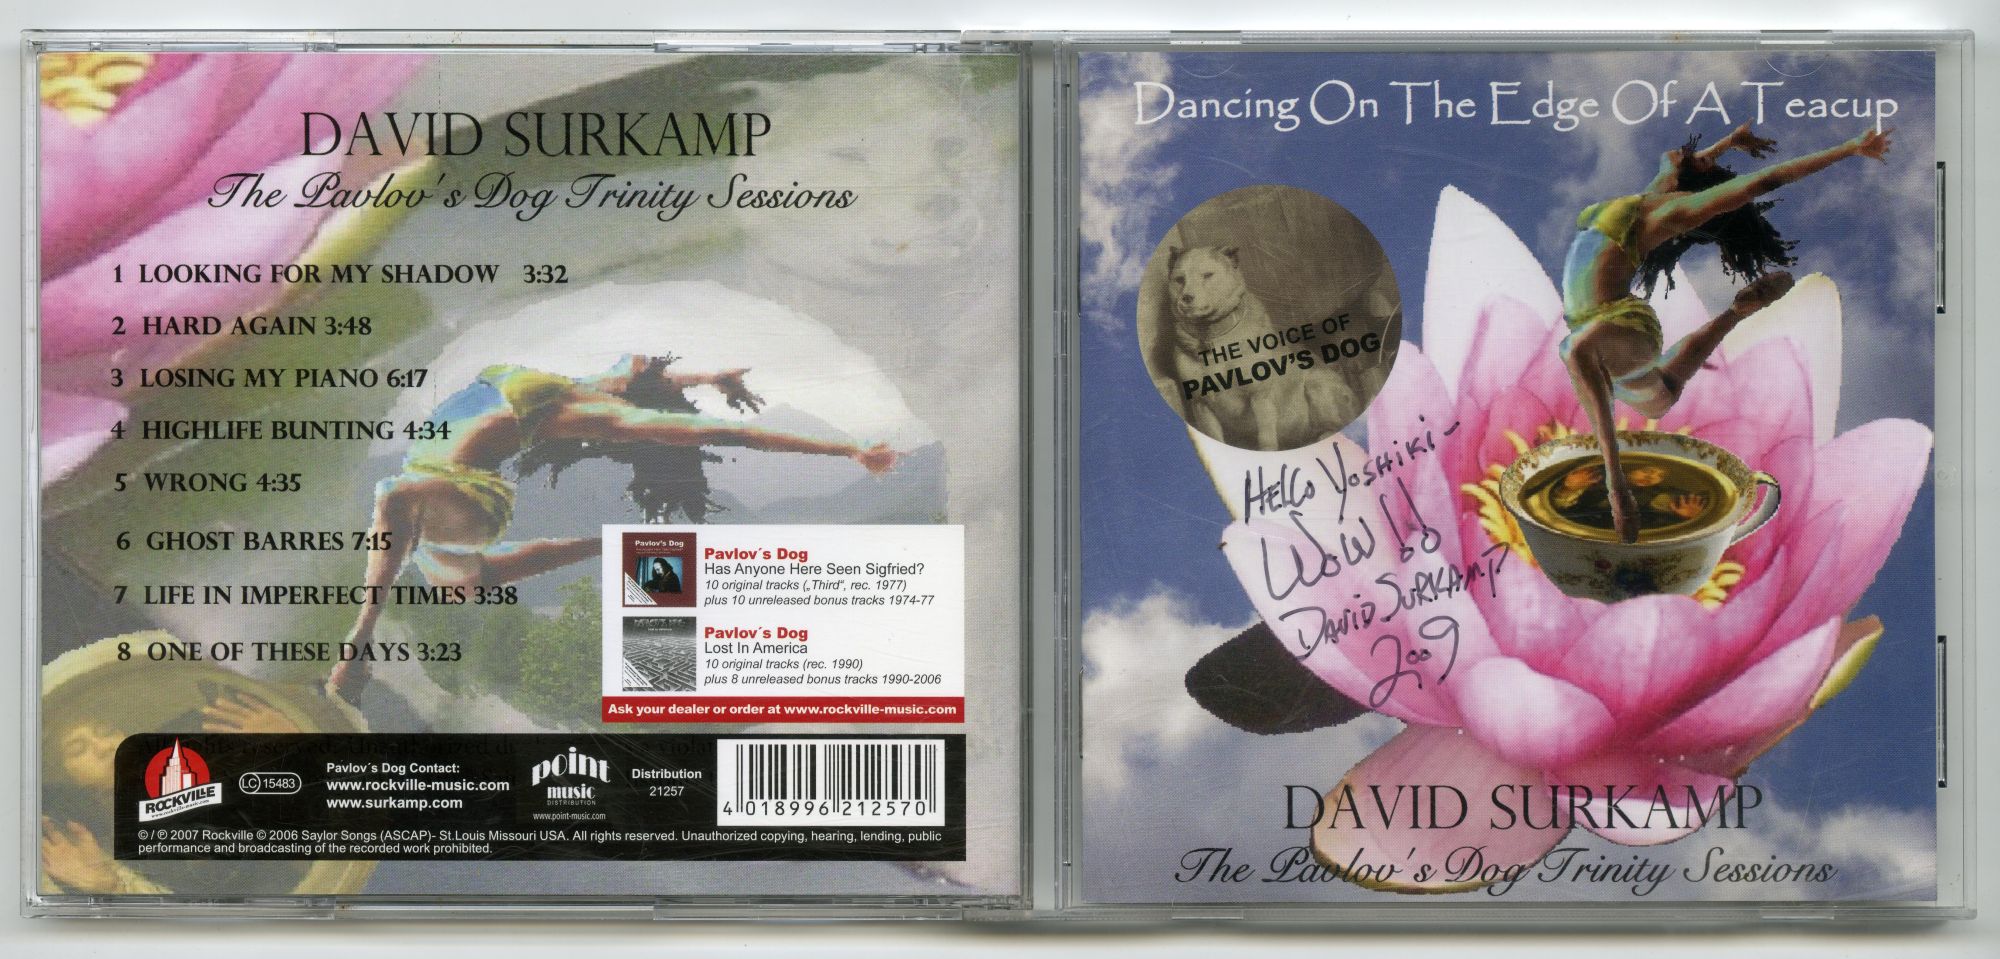 DAVID SURKAMP
The Pavlov's Dog Trinity Sessions
1 LOOKING FOR MY SHADOW 3:32
2 HARD AGAIN 3:48
3 LOSING MY PIANO 6:17
4 HIGHLIFE BUNTING 4:34
5 WRONG 4:35
6 GHOST BARRES 7:15
7 LIFE IN IMPERFECT TIMES 3:38
8 ONE OF THESE DAYS 3:23
Pavlov's Dog
Pavlov´s Dog
Has Anyone Here Seen Sigfried?
10 original tracks („Third“, rec. 1977)
plus 10 unreleased bonus tracks 1974-77
Pavlov´s Dog
Lost In America
10 original tracks (rec. 1990)
plus 8 unreleased bonus tracks 1990-2006
Ask your dealer or order at www.rockville-music.com
ROCKVILLE
www.rockville-music.com
LC 15483
Pavlov´s Dog Contact:
www.rockville-music.com
www.surkamp.com
point
music
DISTRIBUTION
www.point-music.com
Distribution
21257
4 018996 212570
© / ℗ 2007 Rockville © 2006 Saylor Songs (ASCAP)- St.Louis Missouri USA. All rights reserved. Unauthorized copying, hearing, lending, public
performance and broadcasting of the recorded work prohibited.
Dancing On The Edge Of A Teacup
THE VOICE OF
PAVLOV'S DOG
HELLO YOSHIKI-
WOW!!
DAVID SURKAMP
2009
DAVID SURKAMP
The Pavlov's Dog Trinity Sessions